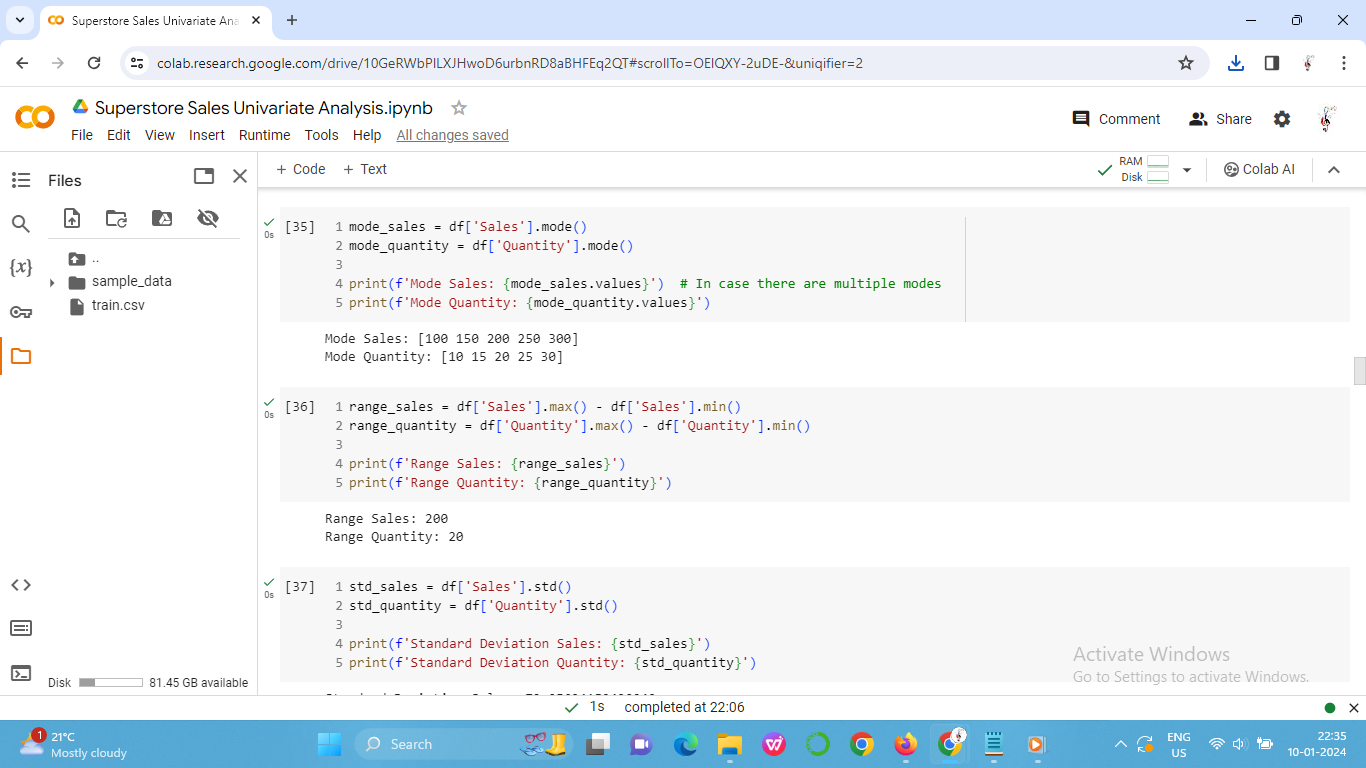 Superstore Sales Univariate Ana
colab.research.google.com/drive/10GeRWbPILXJHwoD6urbnRD8aBHFEq2QT#scrollTo=OEIQXY-2uDE-&uniqifier=2
Superstore Sales Univariate Analysis.ipynb
File Edit View Insert Runtime Tools Help All changes saved
Comment Share
Files
+ Code + Text
RAM
Disk
Colab AI
..
sample_data
train.csv
[35]
0s
1 mode_sales = df['Sales'].mode()
2 mode_quantity = df['Quantity'].mode()
3
4 print(f'Mode Sales: {mode_sales.values}')  # In case there are multiple modes
5 print(f'Mode Quantity: {mode_quantity.values}')
Mode Sales: [100 150 200 250 300]
Mode Quantity: [10 15 20 25 30]
[36]
0s
1 range_sales = df['Sales'].max() - df['Sales'].min()
2 range_quantity = df['Quantity'].max() - df['Quantity'].min()
3
4 print(f'Range Sales: {range_sales}')
5 print(f'Range Quantity: {range_quantity}')
Range Sales: 200
Range Quantity: 20
[37]
0s
1 std_sales = df['Sales'].std()
2 std_quantity = df['Quantity'].std()
3
4 print(f'Standard Deviation Sales: {std_sales}')
5 print(f'Standard Deviation Quantity: {std_quantity}')
Disk 81.45 GB available
Activate Windows
Go to Settings to activate Windows.
1s completed at 22:06
1
21°C
Mostly cloudy
Search
ENG
US
22:35
10-01-2024